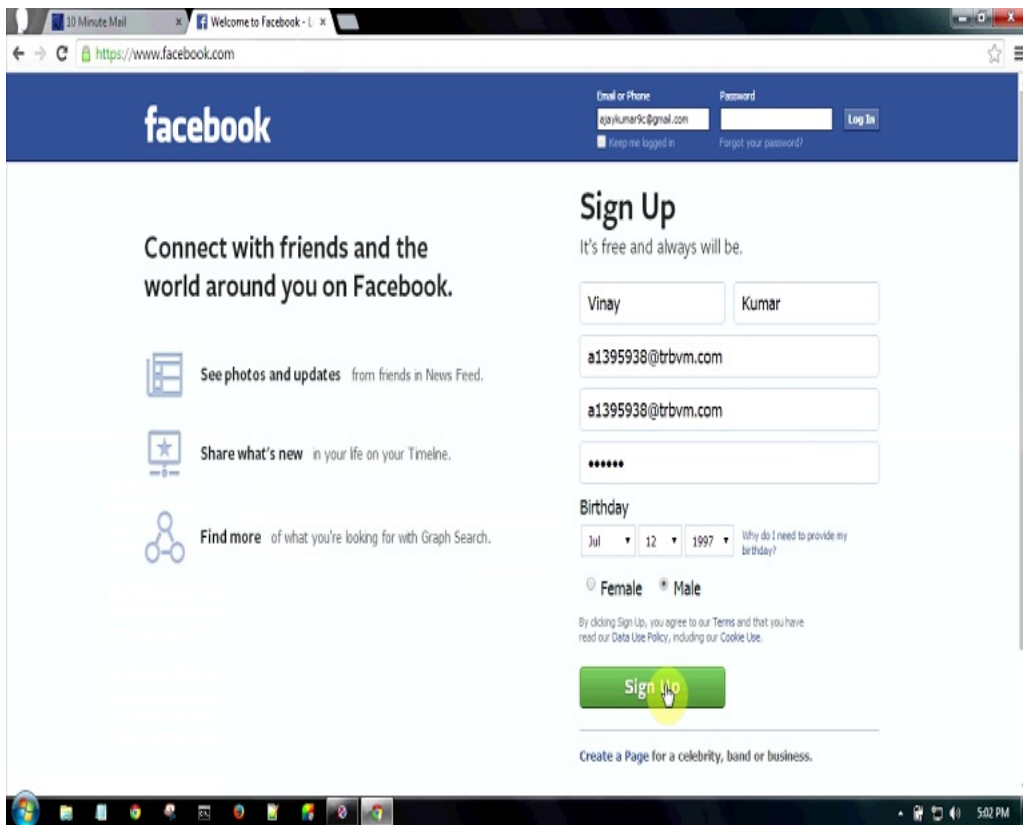 10 Minute Mail
Welcome to Facebook - L
https://www.facebook.com
facebook
Email or Phone
Password
ajaykumar9c@gmail.com
Log In
Keep me logged in
Forgot your password?
Sign Up
It's free and always will be.
Connect with friends and the
world around you on Facebook.
Vinay
Kumar
a1395938@trbvm.com
a1395938@trbvm.com
See photos and updates from friends in News Feed.
Share what's new in your life on your Timeline.
Find more of what you're looking for with Graph Search.
••••••
Birthday
Jul
12
1997
Why do I need to provide my
birthday?
Female
Male
By clicking Sign Up, you agree to our Terms and that you have
read our Data Use Policy, including our Cookie Use.
Sign Up
Create a Page for a celebrity, band or business.
5:02 PM